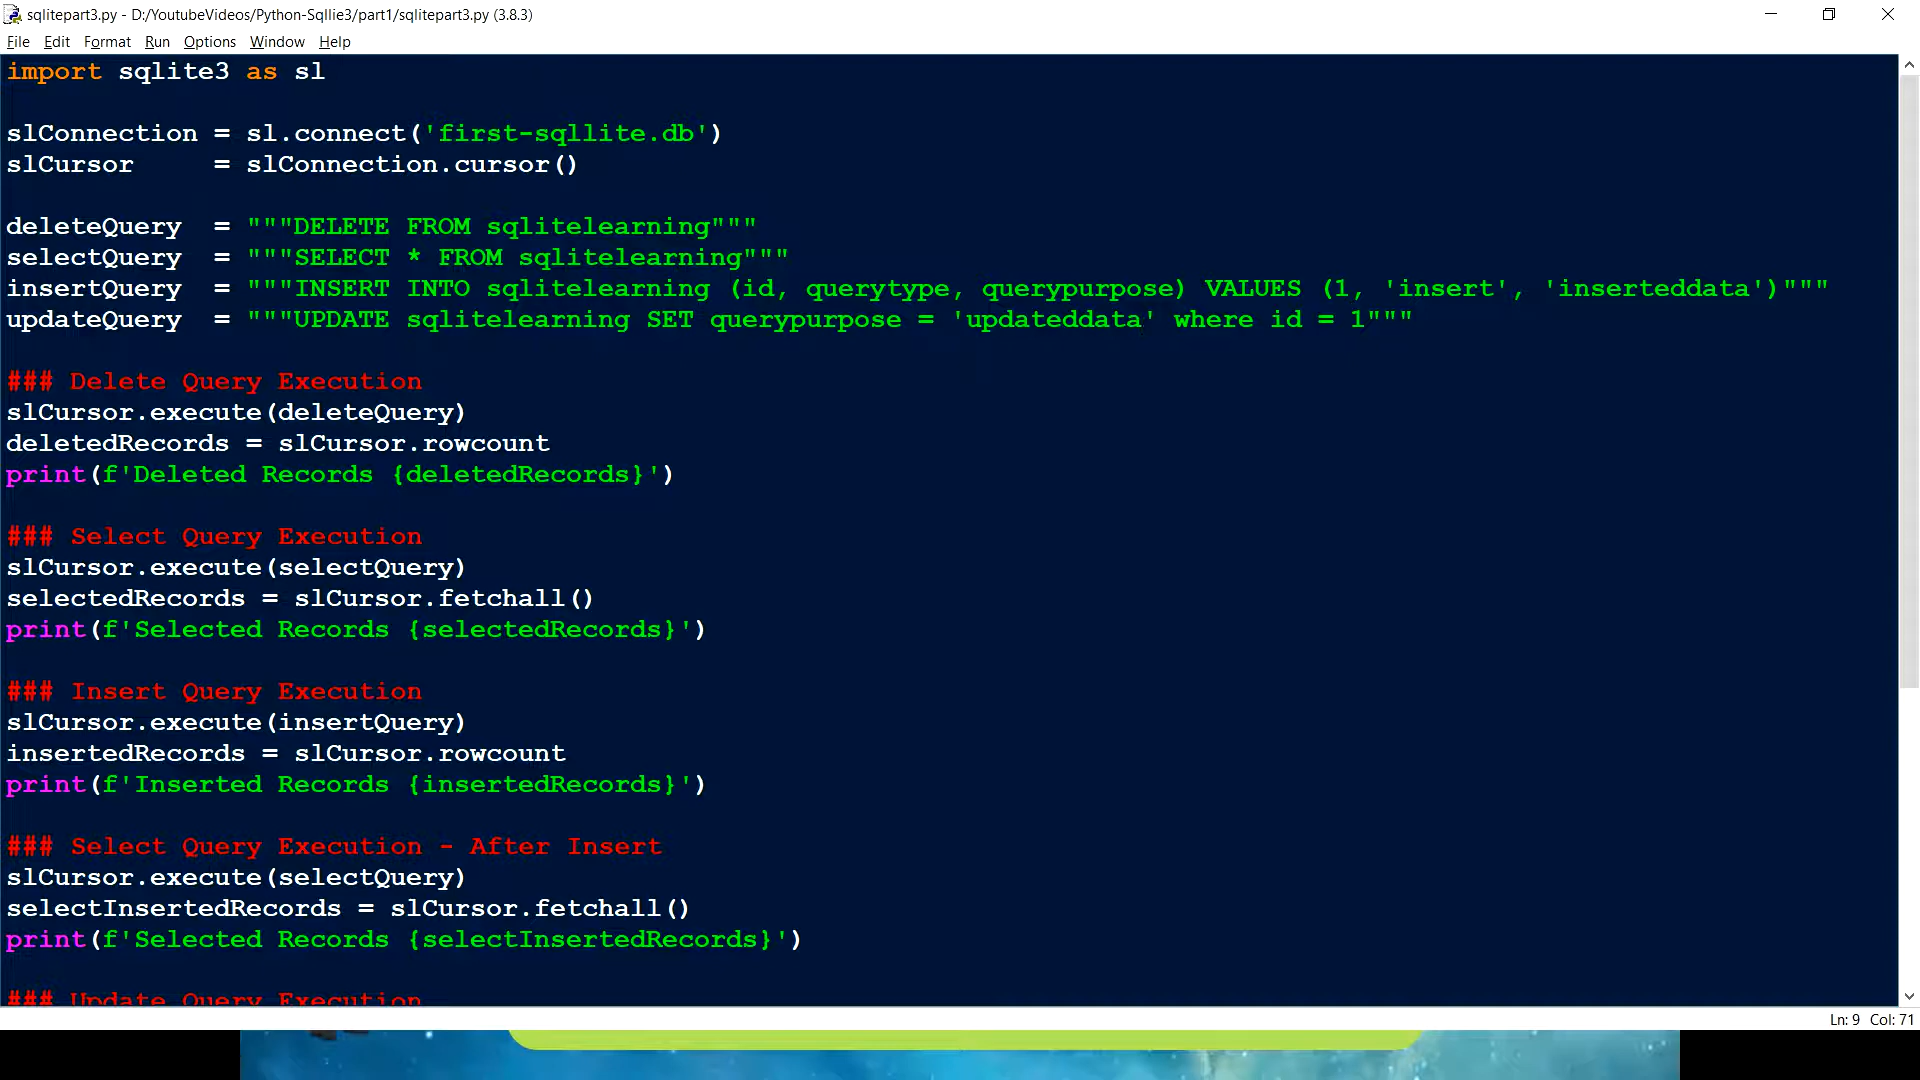 sqlitepart3.py - D:/YoutubeVideos/Python-Sqllie3/part1/sqlitepart3.py (3.8.3)
File Edit Format Run Options Window Help
import sqlite3 as sl
slConnection = sl.connect('first-sqllite.db')
slCursor     = slConnection.cursor()
deleteQuery  = """DELETE FROM sqlitelearning"""
selectQuery  = """SELECT * FROM sqlitelearning"""
insertQuery  = """INSERT INTO sqlitelearning (id, querytype, querypurpose) VALUES (1, 'insert', 'inserteddata')"""
updateQuery  = """UPDATE sqlitelearning SET querypurpose = 'updateddata' where id = 1"""
### Delete Query Execution
slCursor.execute(deleteQuery)
deletedRecords = slCursor.rowcount
print(f'Deleted Records {deletedRecords}')
### Select Query Execution
slCursor.execute(selectQuery)
selectedRecords = slCursor.fetchall()
print(f'Selected Records {selectedRecords}')
### Insert Query Execution
slCursor.execute(insertQuery)
insertedRecords = slCursor.rowcount
print(f'Inserted Records {insertedRecords}')
### Select Query Execution - After Insert
slCursor.execute(selectQuery)
selectInsertedRecords = slCursor.fetchall()
print(f'Selected Records {selectInsertedRecords}')
### Update Query Execution
Ln: 9 Col: 71